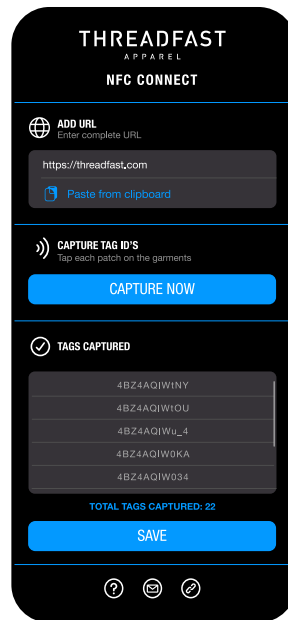 THREADFAST
APPAREL
NFC CONNECT
ADD URL
Enter complete URL
https://threadfast.com
Paste from clipboard
CAPTURE TAG ID'S
Tap each patch on the garments
CAPTURE NOW
TAGS CAPTURED
4BZ4AQIWtNY
4BZ4AQIWtOU
4BZ4AQIWu_4
4BZ4AQIW0KA
4BZ4AQIW034
TOTAL TAGS CAPTURED: 22
SAVE
?